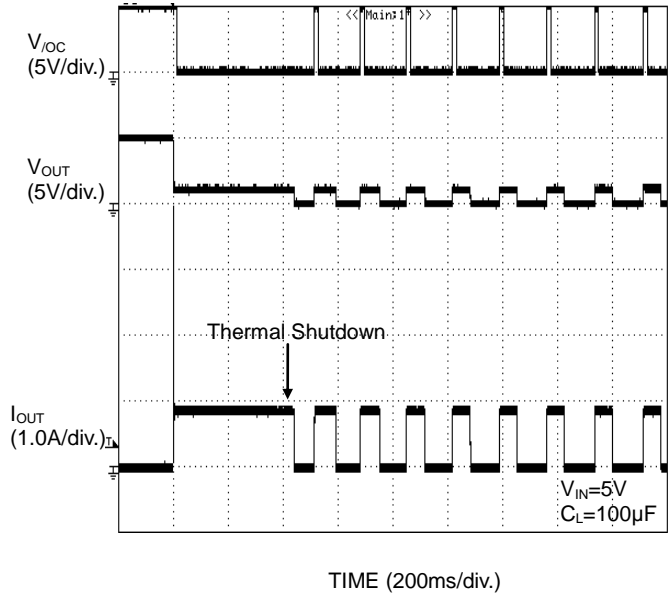 << Main:1 >>
V/OC
(5V/div.)
VOUT
(5V/div.)
Thermal Shutdown
IOUT
(1.0A/div.)
T
VIN=5V
CL=100µF
TIME (200ms/div.)